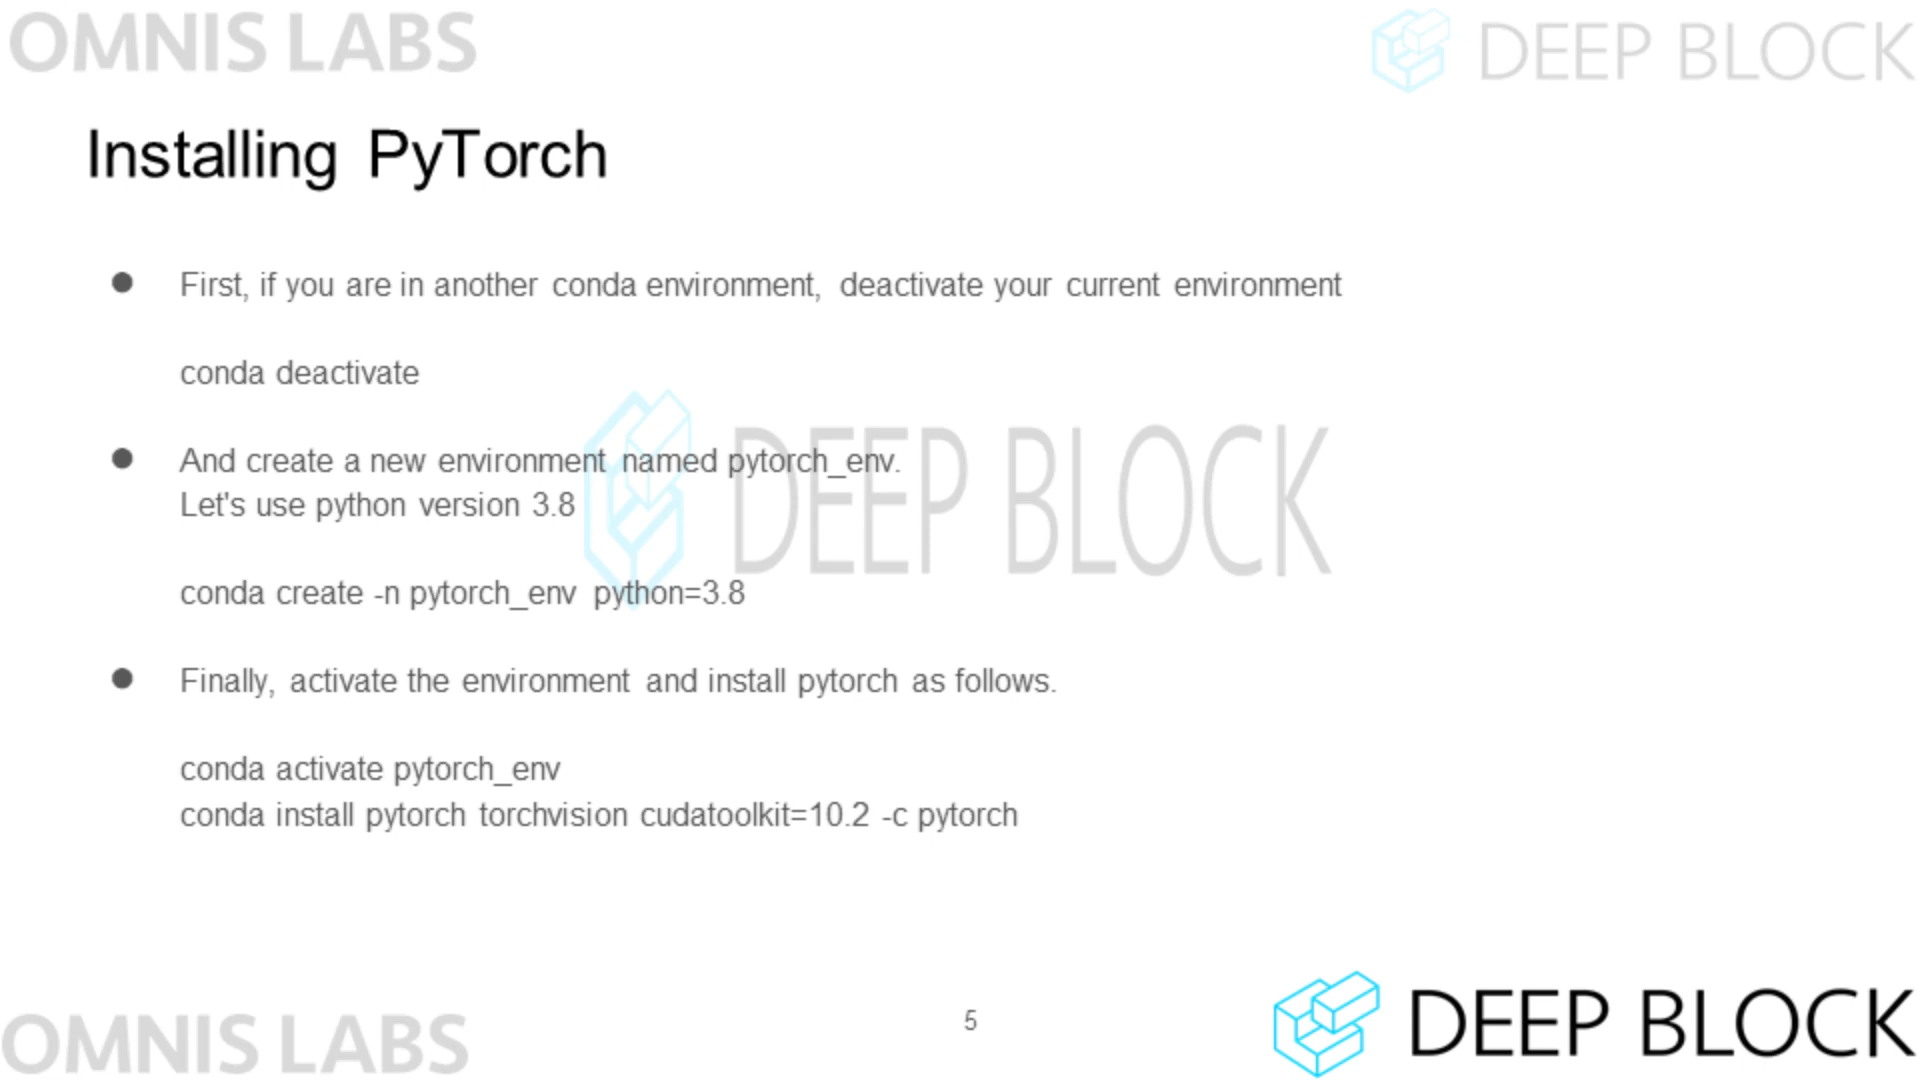 OMNIS LABS
DEEP BLOCK
Installing PyTorch
● First, if you are in another conda environment, deactivate your current environment
conda deactivate
● And create a new environment named pytorch_env.
Let's use python version 3.8
DEEP BLOCK
conda create -n pytorch_env python=3.8
● Finally, activate the environment and install pytorch as follows.
conda activate pytorch_env
conda install pytorch torchvision cudatoolkit=10.2 -c pytorch
OMNIS LABS
5
DEEP BLOCK